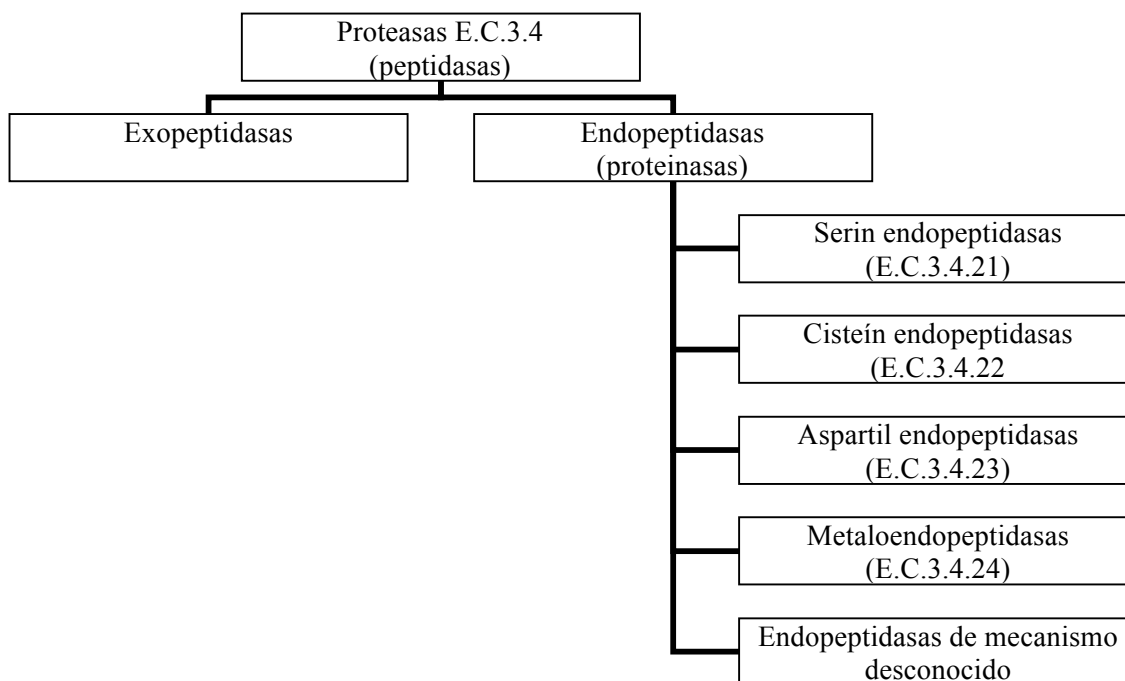 Proteasas E.C.3.4
(peptidasas)
Exopeptidasas
Endopeptidasas
(proteinasas)
Serin endopeptidasas
(E.C.3.4.21)
Cisteín endopeptidasas
(E.C.3.4.22
Aspartil endopeptidasas
(E.C.3.4.23)
Metaloendopeptidasas
(E.C.3.4.24)
Endopeptidasas de mecanismo
desconocido